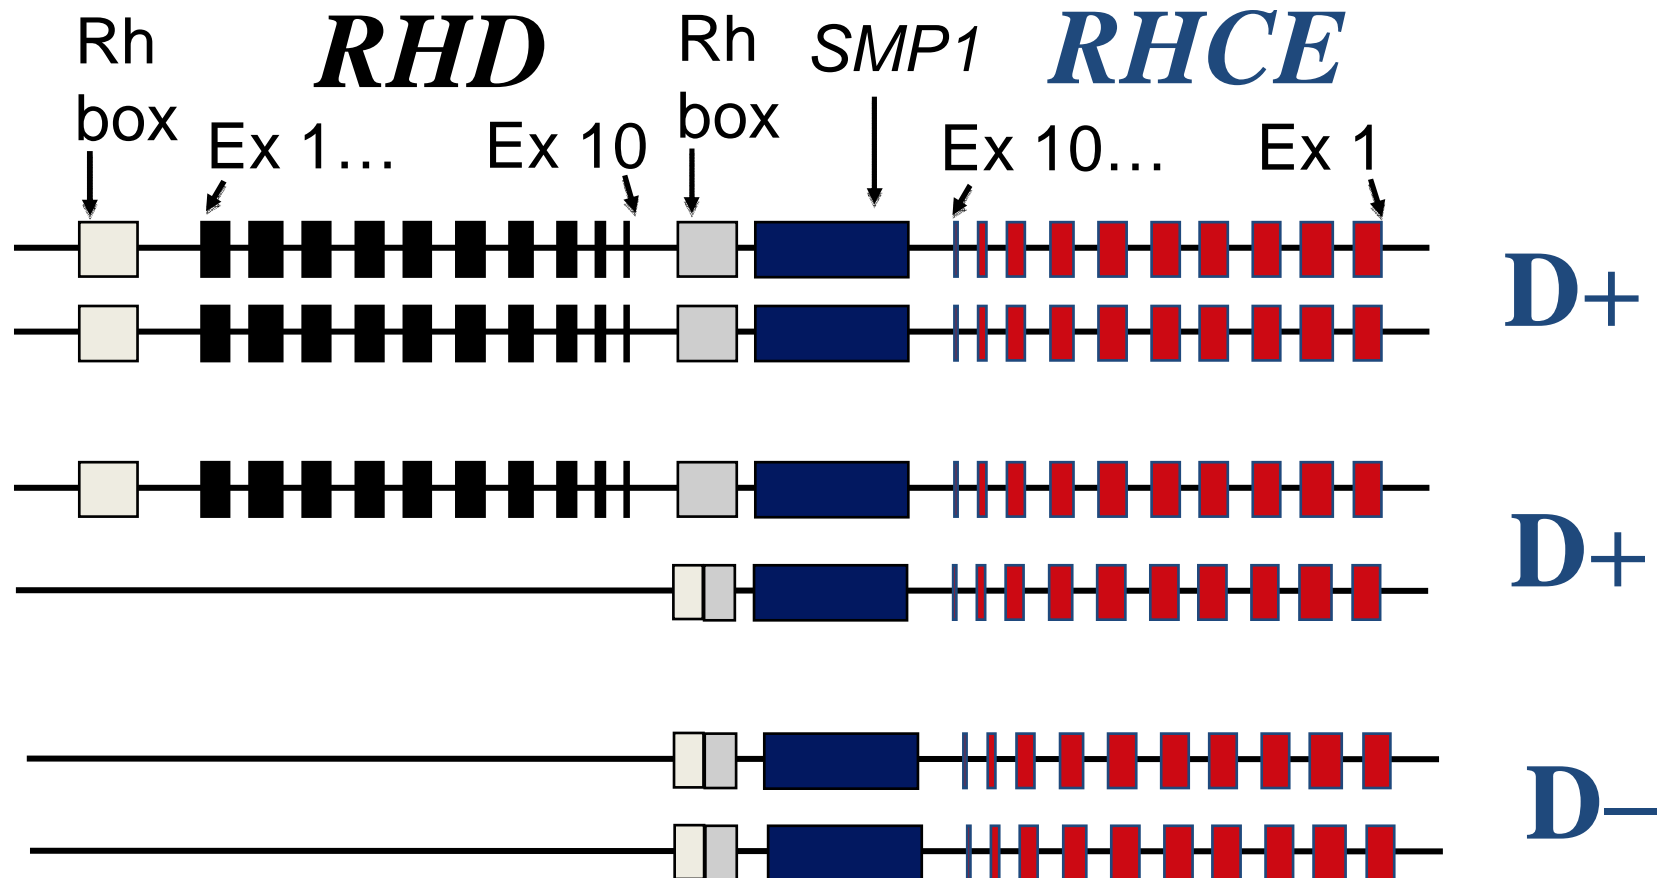 Rh box
RHD
Rh box
SMP1
RHCE
Ex 1...
Ex 10
Ex 10...
Ex 1
D+
D+
D–